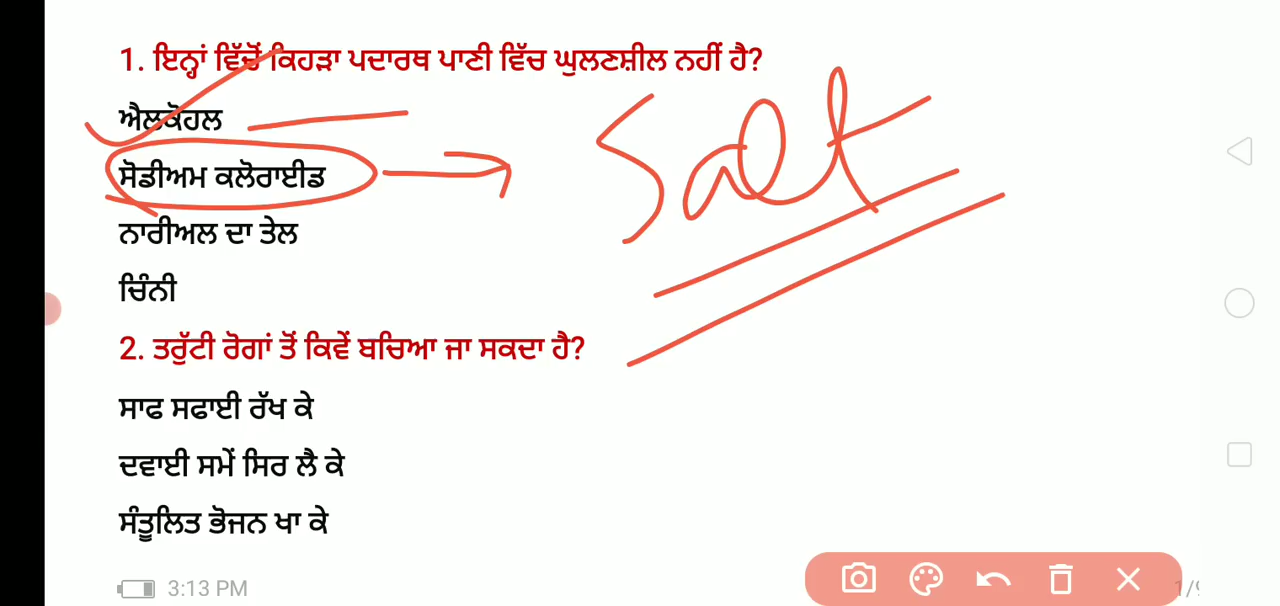 1. ਇਨ੍ਹਾਂ ਵਿੱਚੋਂ ਕਿਹੜਾ ਪਦਾਰਥ ਪਾਣੀ ਵਿੱਚ ਘੁਲਣਸ਼ੀਲ ਨਹੀਂ ਹੈ?
ਐਲਕੋਹਲ
ਸੋਡੀਅਮ ਕਲੋਰਾਈਡ
Salt
ਨਾਰੀਅਲ ਦਾ ਤੇਲ
ਚਿੰਨੀ
2. ਤਰੁੱਟੀ ਰੋਗਾਂ ਤੋਂ ਕਿਵੇਂ ਬਚਿਆ ਜਾ ਸਕਦਾ ਹੈ?
ਸਾਫ ਸਫਾਈ ਰੱਖ ਕੇ
ਦਵਾਈ ਸਮੇਂ ਸਿਰ ਲੈ ਕੇ
ਸੰਤੂਲਿਤ ਭੋਜਨ ਖਾ ਕੇ
3:13 PM